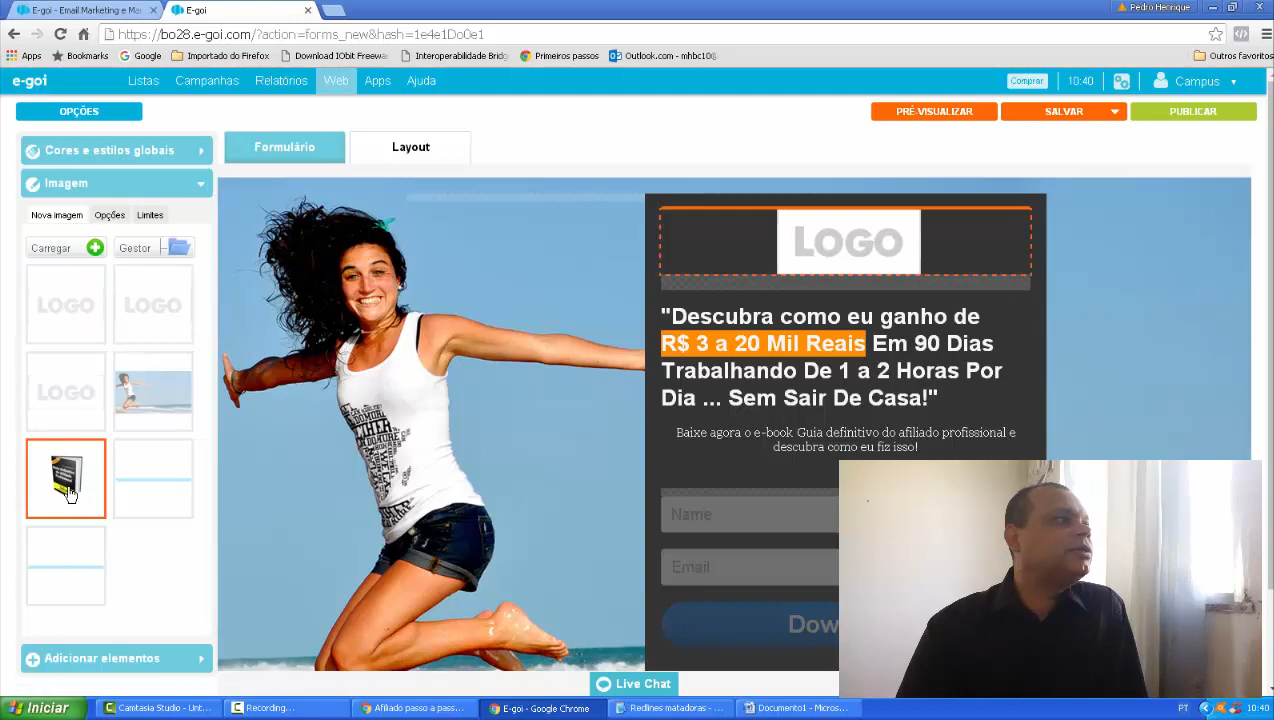 E-goi - Email Marketing e Ma
E-goi
Pedro Henrique
https://bo28.e-goi.com/?action=forms_new&hash=1e4e1Do0e1
Apps
Bookmarks
Google
Importado do Firefox
Download IObit Freewar
Interoperability Bridg
Primeiros passos
Outlook.com - mhbc10@
Outros favoritos
e-goi
Listas
Campanhas
Relatórios
Web
Apps
Ajuda
Comprar
10:40
Campus
OPÇÕES
PRÉ-VISUALIZAR
SALVAR
PUBLICAR
Cores e estilos globais
Formulário
Layout
Imagem
Nova imagem
Opções
Limites
Carregar
Gestor
LOGO
LOGO
LOGO
LOGO
"Descubra como eu ganho de
R$ 3 a 20 Mil Reais Em 90 Dias
Trabalhando De 1 a 2 Horas Por
Dia ... Sem Sair De Casa!"
Baixe agora o e-book Guia definitivo do afiliado profissional e
descubra como eu fiz isso!
Name
Email
Dow
Adicionar elementos
Live Chat
Iniciar
Camtasia Studio - Unt...
Recording...
Afiliado passo a pass...
E-goi - Google Chrome
Redlines matadoras - ...
Documento1 - Micros...
PT
10:40